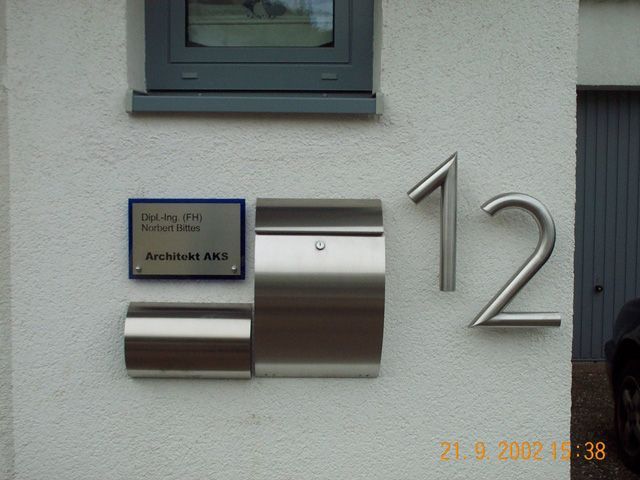 Dipl.-Ing. (FH)
Norbert Bittes
Architekt AKS
12
21. 9. 2002 15:38